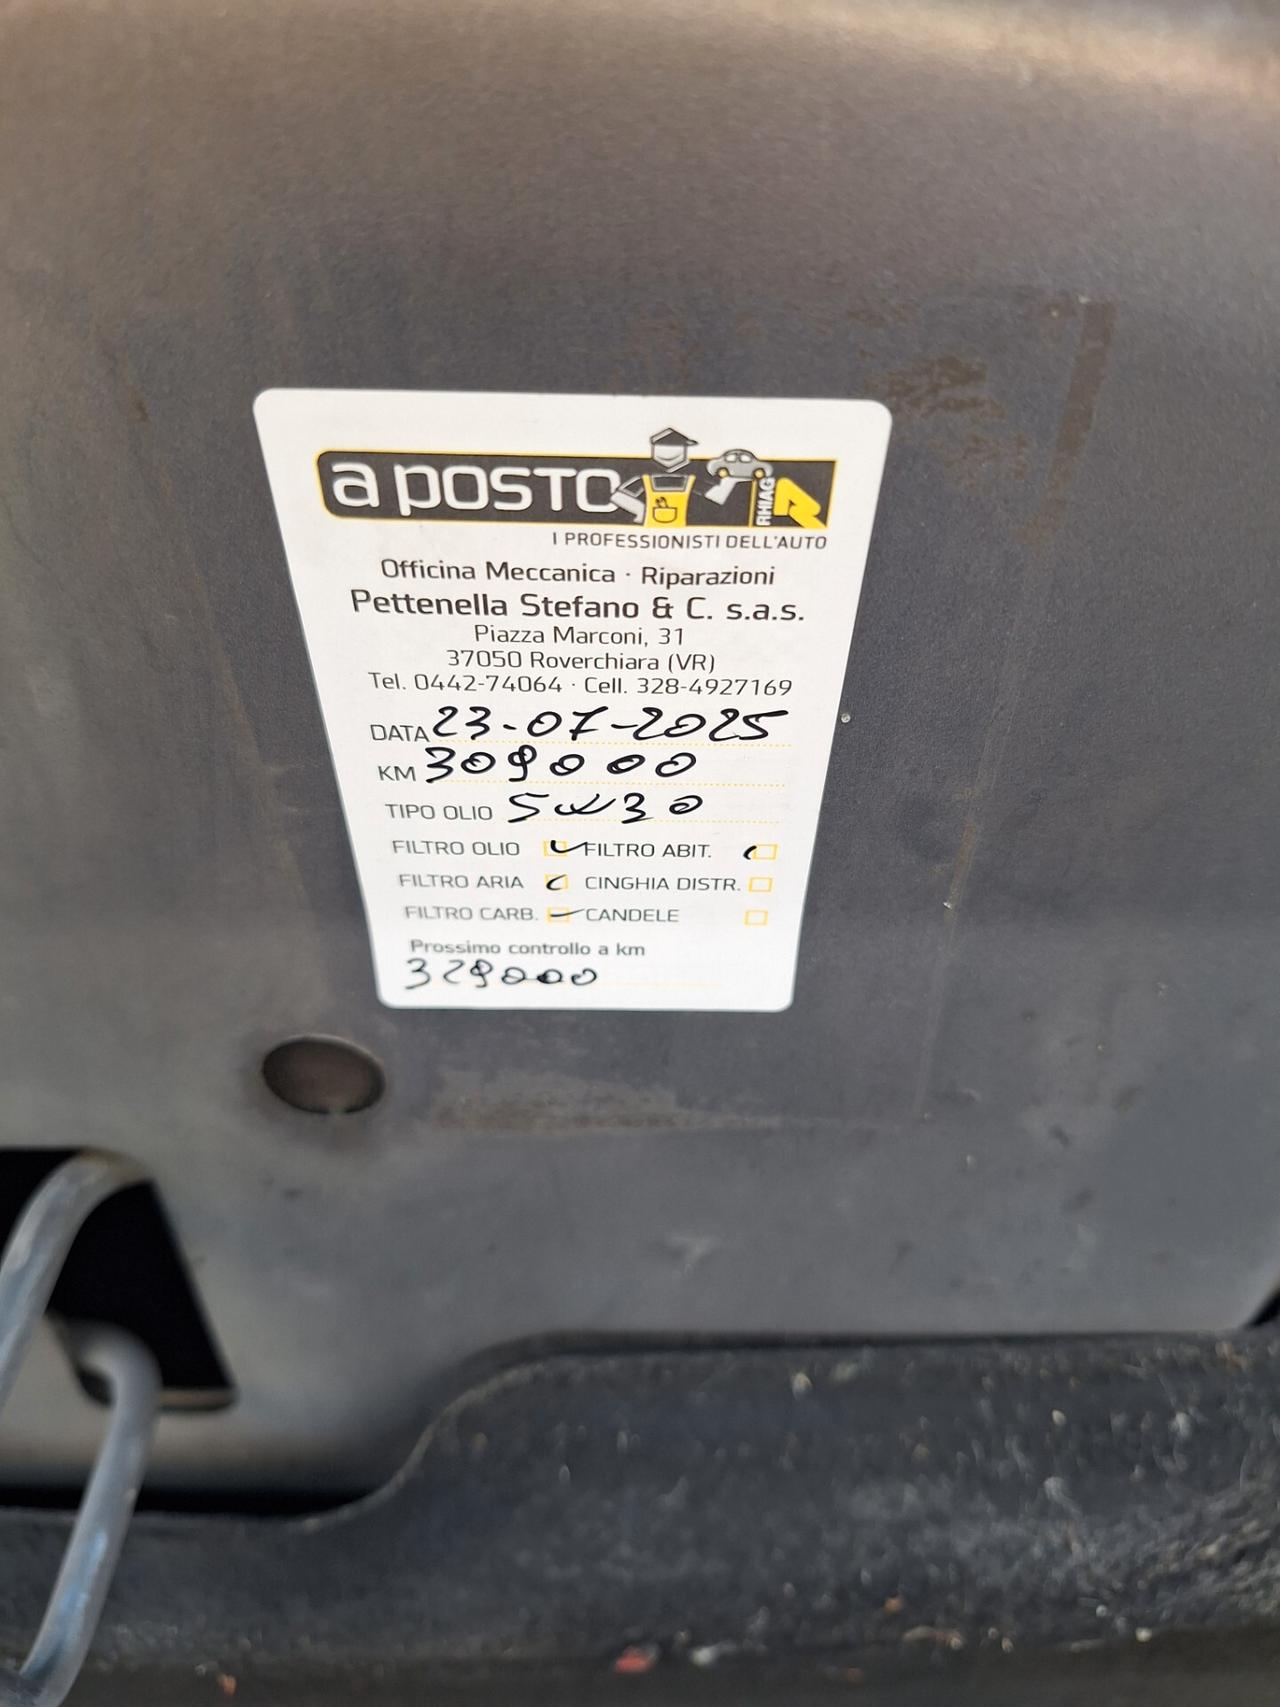 a posto
RHIAG
I PROFESSIONISTI DELL'AUTO
Officina Meccanica · Riparazioni
Pettenella Stefano & C. s.a.s.
Piazza Marconi, 31
37050 Roverchiara (VR)
Tel. 0442-74064 · Cell. 328-4927169
DATA 23-07-2025
KM 309000
TIPO OLIO 5W30
FILTRO OLIO FILTRO ABIT.
FILTRO ARIA CINGHIA DISTR.
FILTRO CARB. CANDELE
Prossimo controllo a km
329000